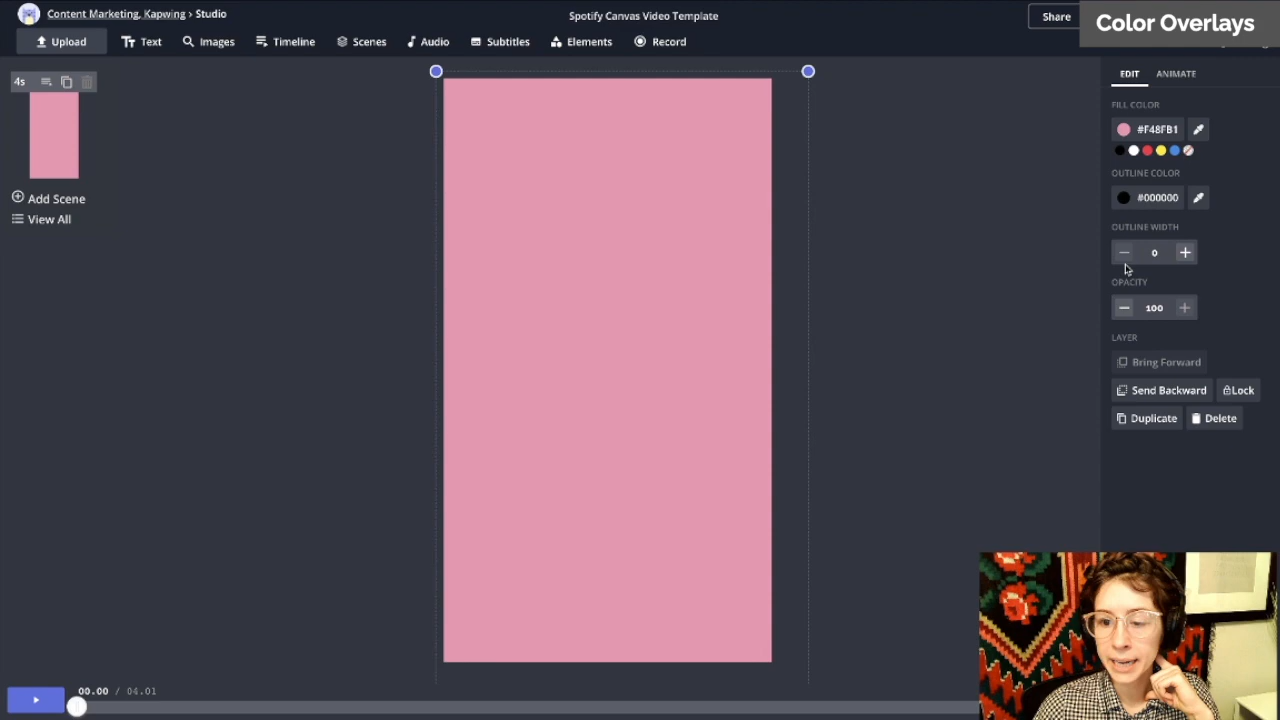 Content Marketing, Kapwing › Studio
Spotify Canvas Video Template
Share
Color Overlays
Upload
Text
Images
Timeline
Scenes
Audio
Subtitles
Elements
Record
4s
EDIT
ANIMATE
FILL COLOR
#F48FB1
OUTLINE COLOR
#000000
Add Scene
View All
OUTLINE WIDTH
0
OPACITY
100
LAYER
Bring Forward
Send Backward
Lock
Duplicate
Delete
00.00 / 04.01